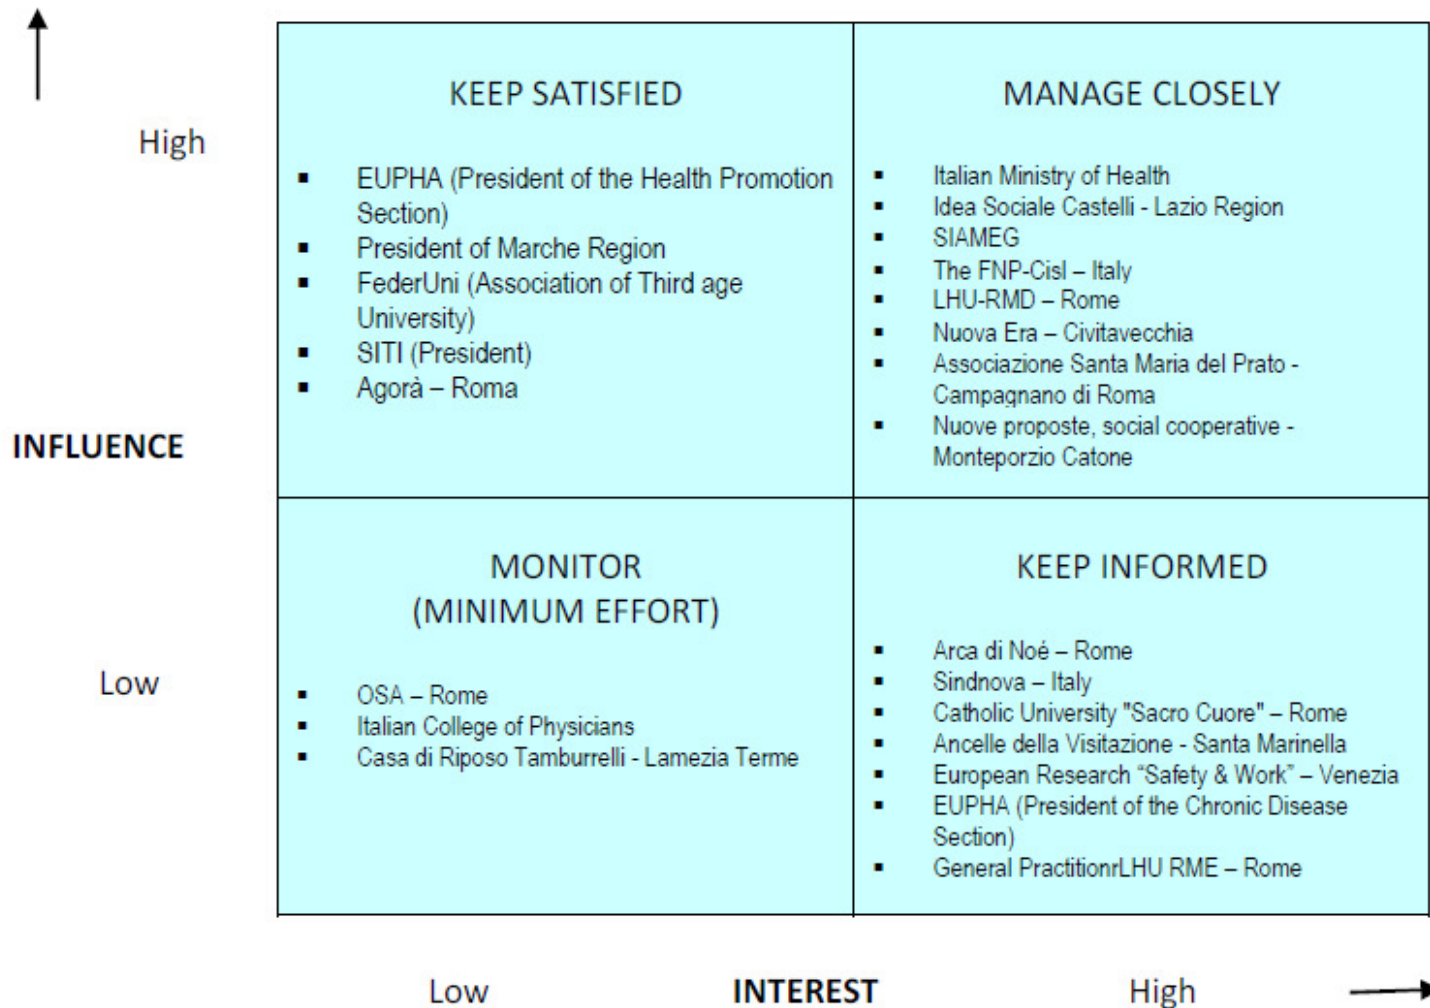 High
INFLUENCE
Low
KEEP SATISFIED
▪ EUPHA (President of the Health Promotion
Section)
▪ President of Marche Region
▪ FederUni (Association of Third age
University)
▪ SITI (President)
▪ Agorà – Roma
MANAGE CLOSELY
▪ Italian Ministry of Health
▪ Idea Sociale Castelli - Lazio Region
▪ SIAMEG
▪ The FNP-Cisl – Italy
▪ LHU-RMD – Rome
▪ Nuova Era – Civitavecchia
▪ Associazione Santa Maria del Prato -
Campagnano di Roma
▪ Nuove proposte, social cooperative -
Monteporzio Catone
MONITOR
(MINIMUM EFFORT)
▪ OSA – Rome
▪ Italian College of Physicians
▪ Casa di Riposo Tamburrelli - Lamezia Terme
KEEP INFORMED
▪ Arca di Noé – Rome
▪ Sindnova – Italy
▪ Catholic University "Sacro Cuore" – Rome
▪ Ancelle della Visitazione - Santa Marinella
▪ European Research “Safety & Work” – Venezia
▪ EUPHA (President of the Chronic Disease
Section)
▪ General PractitionrLHU RME – Rome
Low INTEREST High